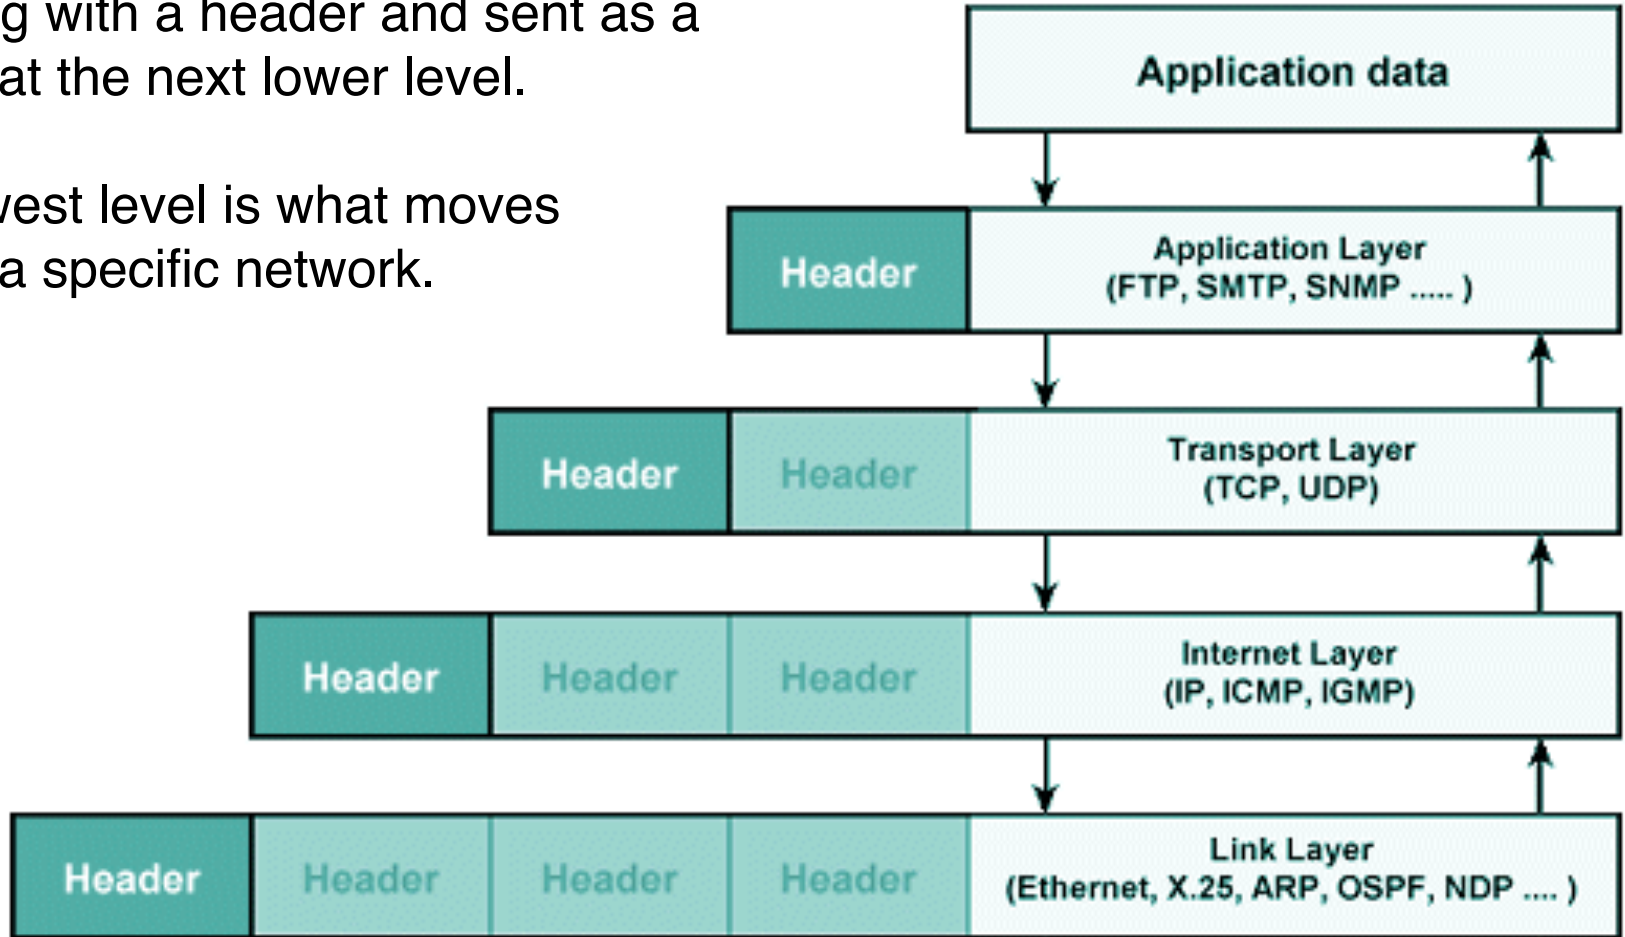 g with a header and sent as a
at the next lower level.
west level is what moves
a specific network.
Application data
Header
Application Layer
(FTP, SMTP, SNMP ..... )
Header Header
Transport Layer
(TCP, UDP)
Header Header Header
Internet Layer
(IP, ICMP, IGMP)
Header Header Header Header
Link Layer
(Ethernet, X.25, ARP, OSPF, NDP .... )